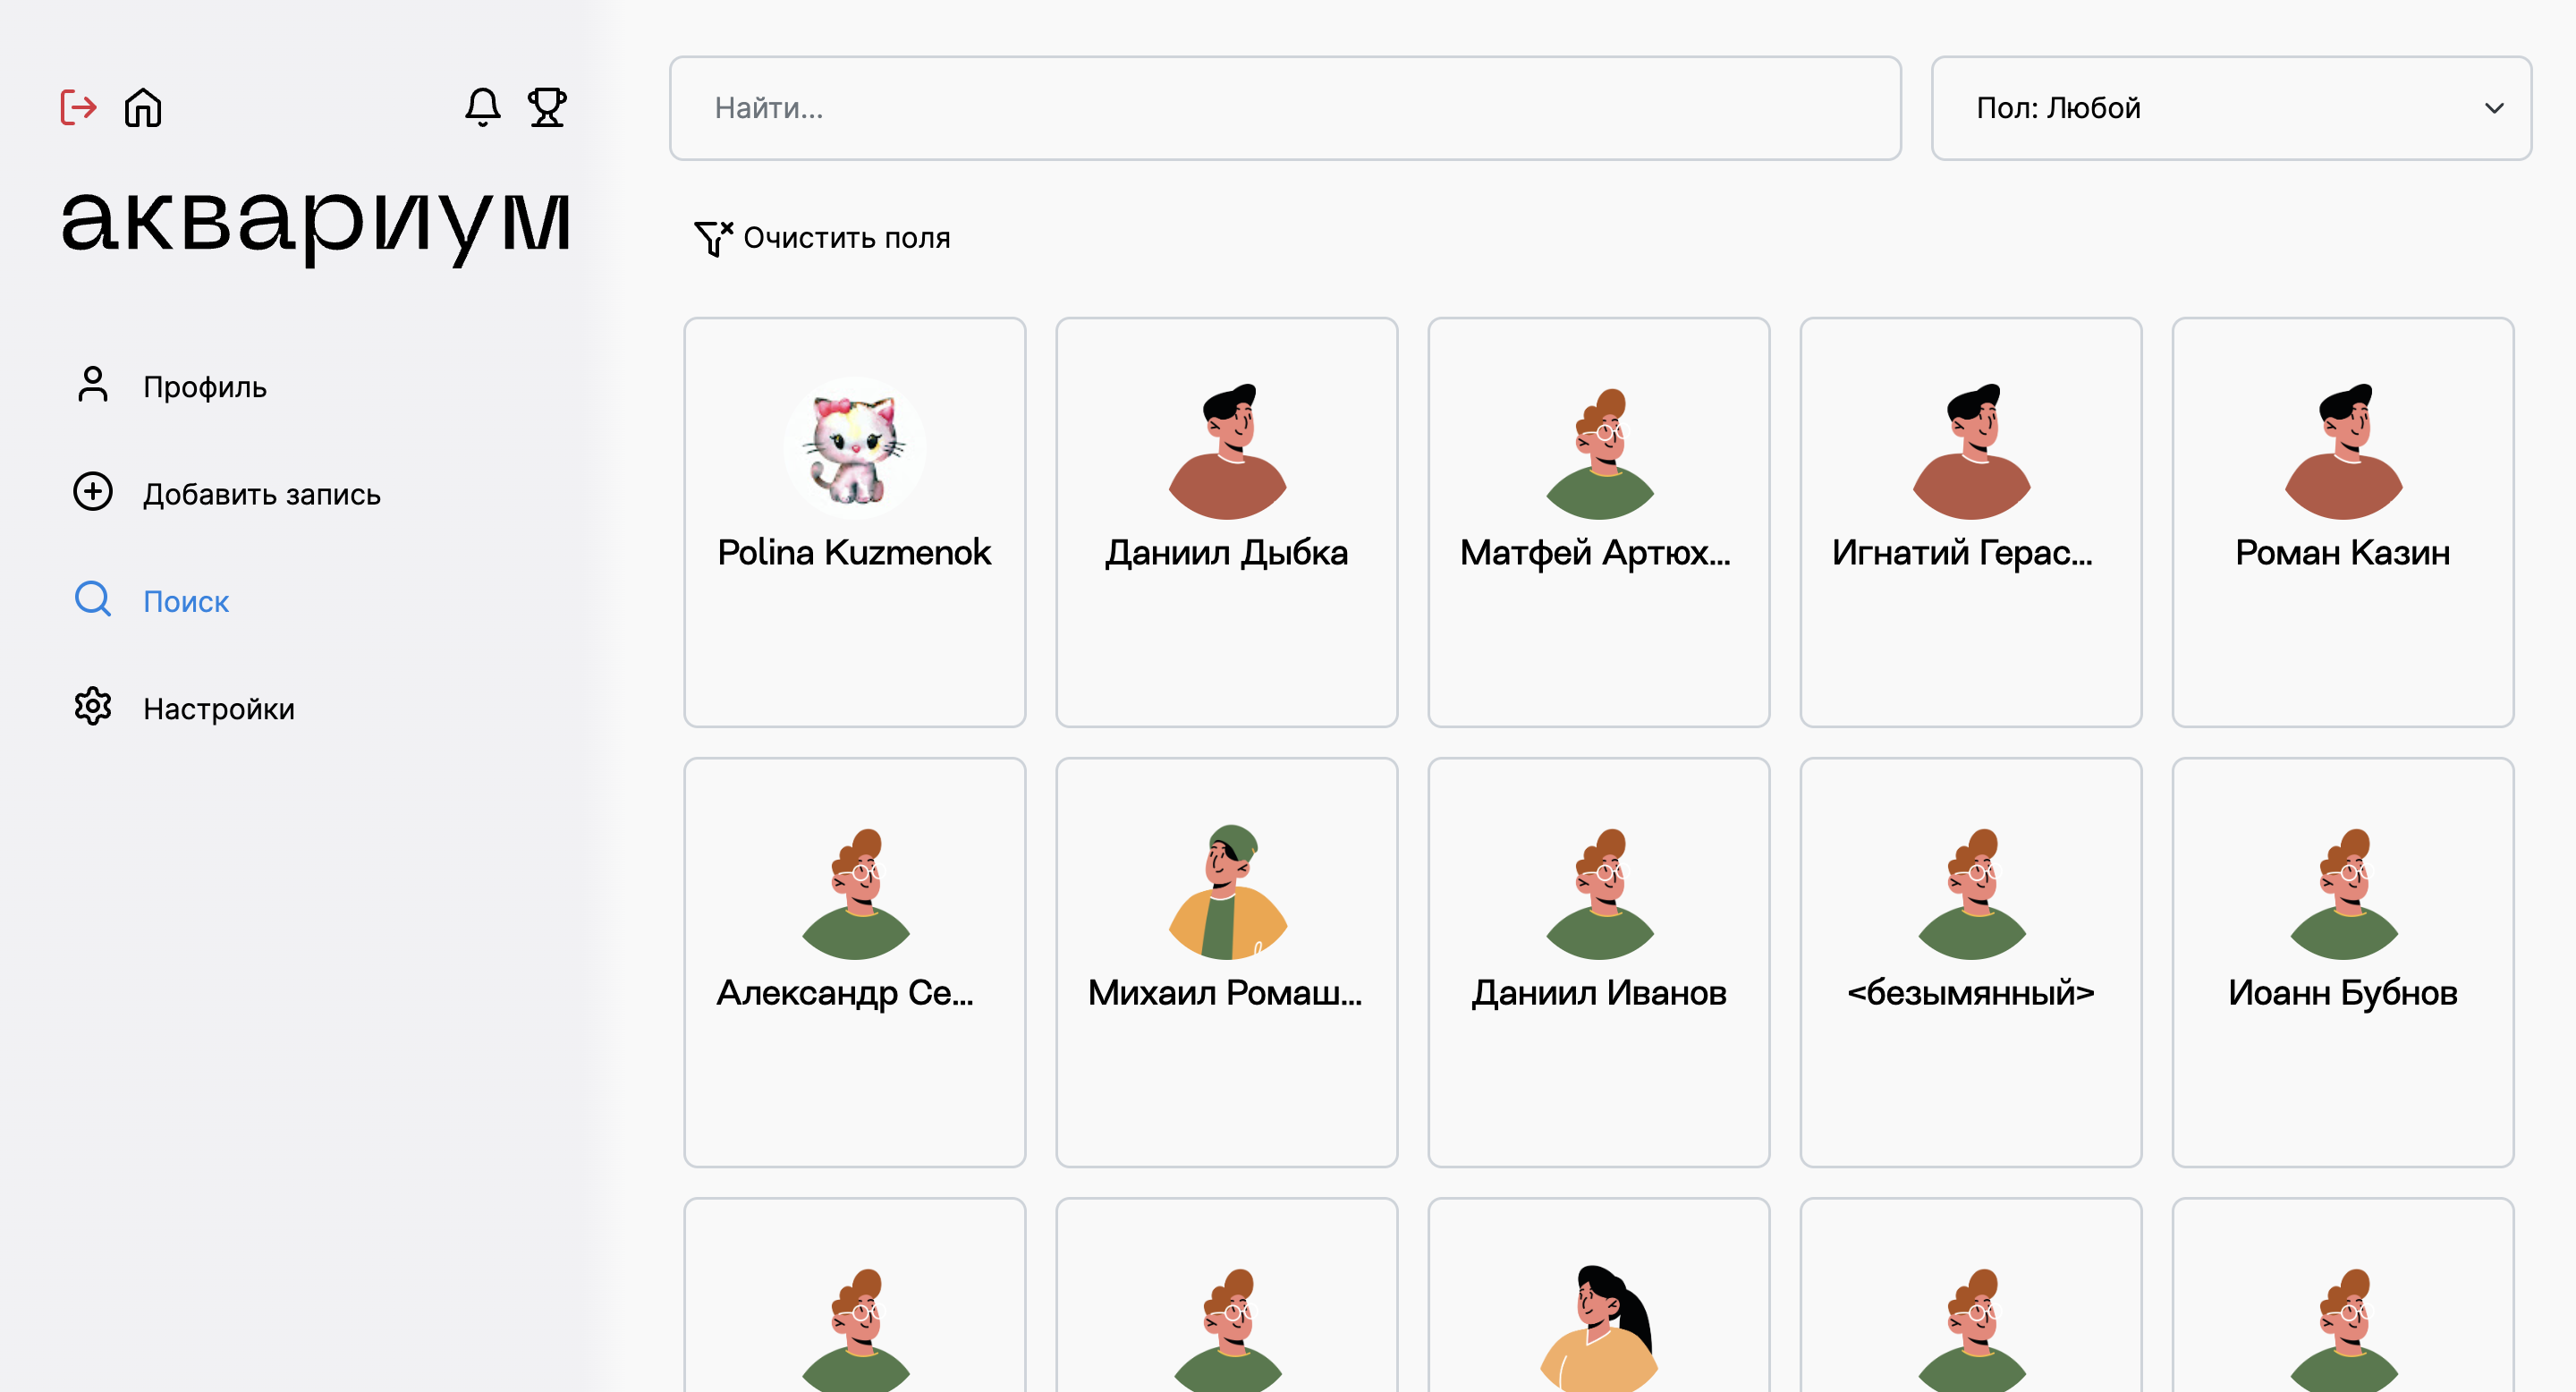 аквариум
Профиль
Добавить запись
Поиск
Настройки
Найти...
Пол: Любой
Очистить поля
Polina Kuzmenok
Даниил Дыбка
Матфей Артюх...
Игнатий Герас...
Роман Казин
Александр Се...
Михаил Ромаш...
Даниил Иванов
<безымянный>
Иоанн Бубнов